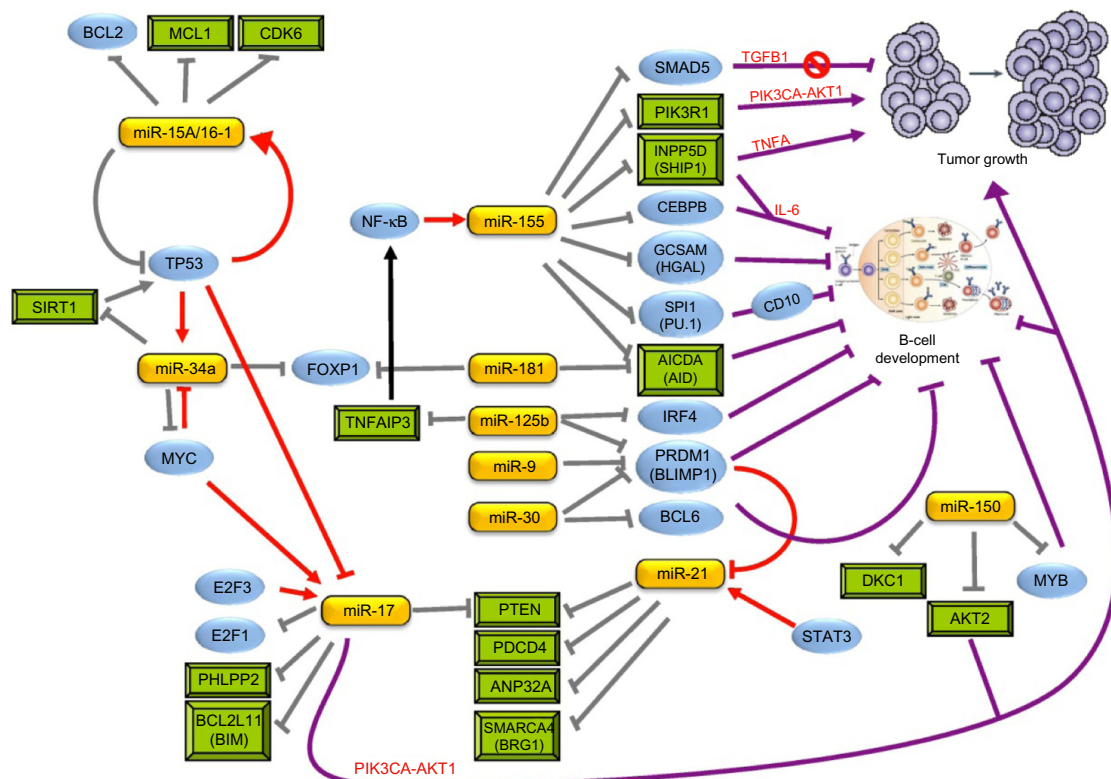 BCL2
MCL1
CDK6
miR-15A/16-1
TP53
SIRT1
miR-34a
FOXP1
MYC
NF-κB
miR-155
TNFAIP3
miR-181
miR-125b
miR-9
miR-30
SMAD5
PIK3R1
INPP5D
(SHIP1)
CEBPB
GCSAM
(HGAL)
SPI1
(PU.1)
AICDA
(AID)
IRF4
PRDM1
(BLIMP1)
BCL6
TGFB1
PIK3CA-AKT1
TNFA
IL-6
CD10
Tumor growth
B-cell
development
miR-150
DKC1
AKT2
MYB
miR-21
STAT3
E2F3
miR-17
E2F1
PHLPP2
BCL2L11
(BIM)
PTEN
PDCD4
ANP32A
SMARCA4
(BRG1)
PIK3CA-AKT1